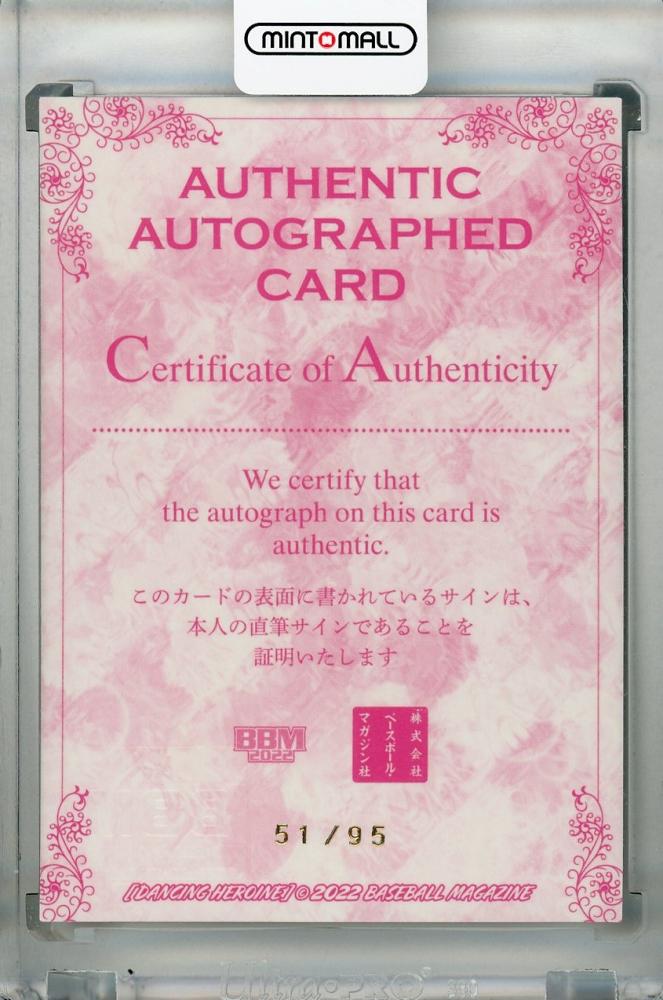 MINTMALL
AUTHENTIC
AUTOGRAPHED
CARD
Certificate of Authenticity
We certify that
the autograph on this card is
authentic.
このカードの表面に書かれているサインは、
本人の直筆サインであることを
証明いたします
BBM
2022
株式会社
ベースボール・
マガジン社
51/95
[DANCING HEROINE] © 2022 BASEBALL MAGAZINE
Ultra•PRO®